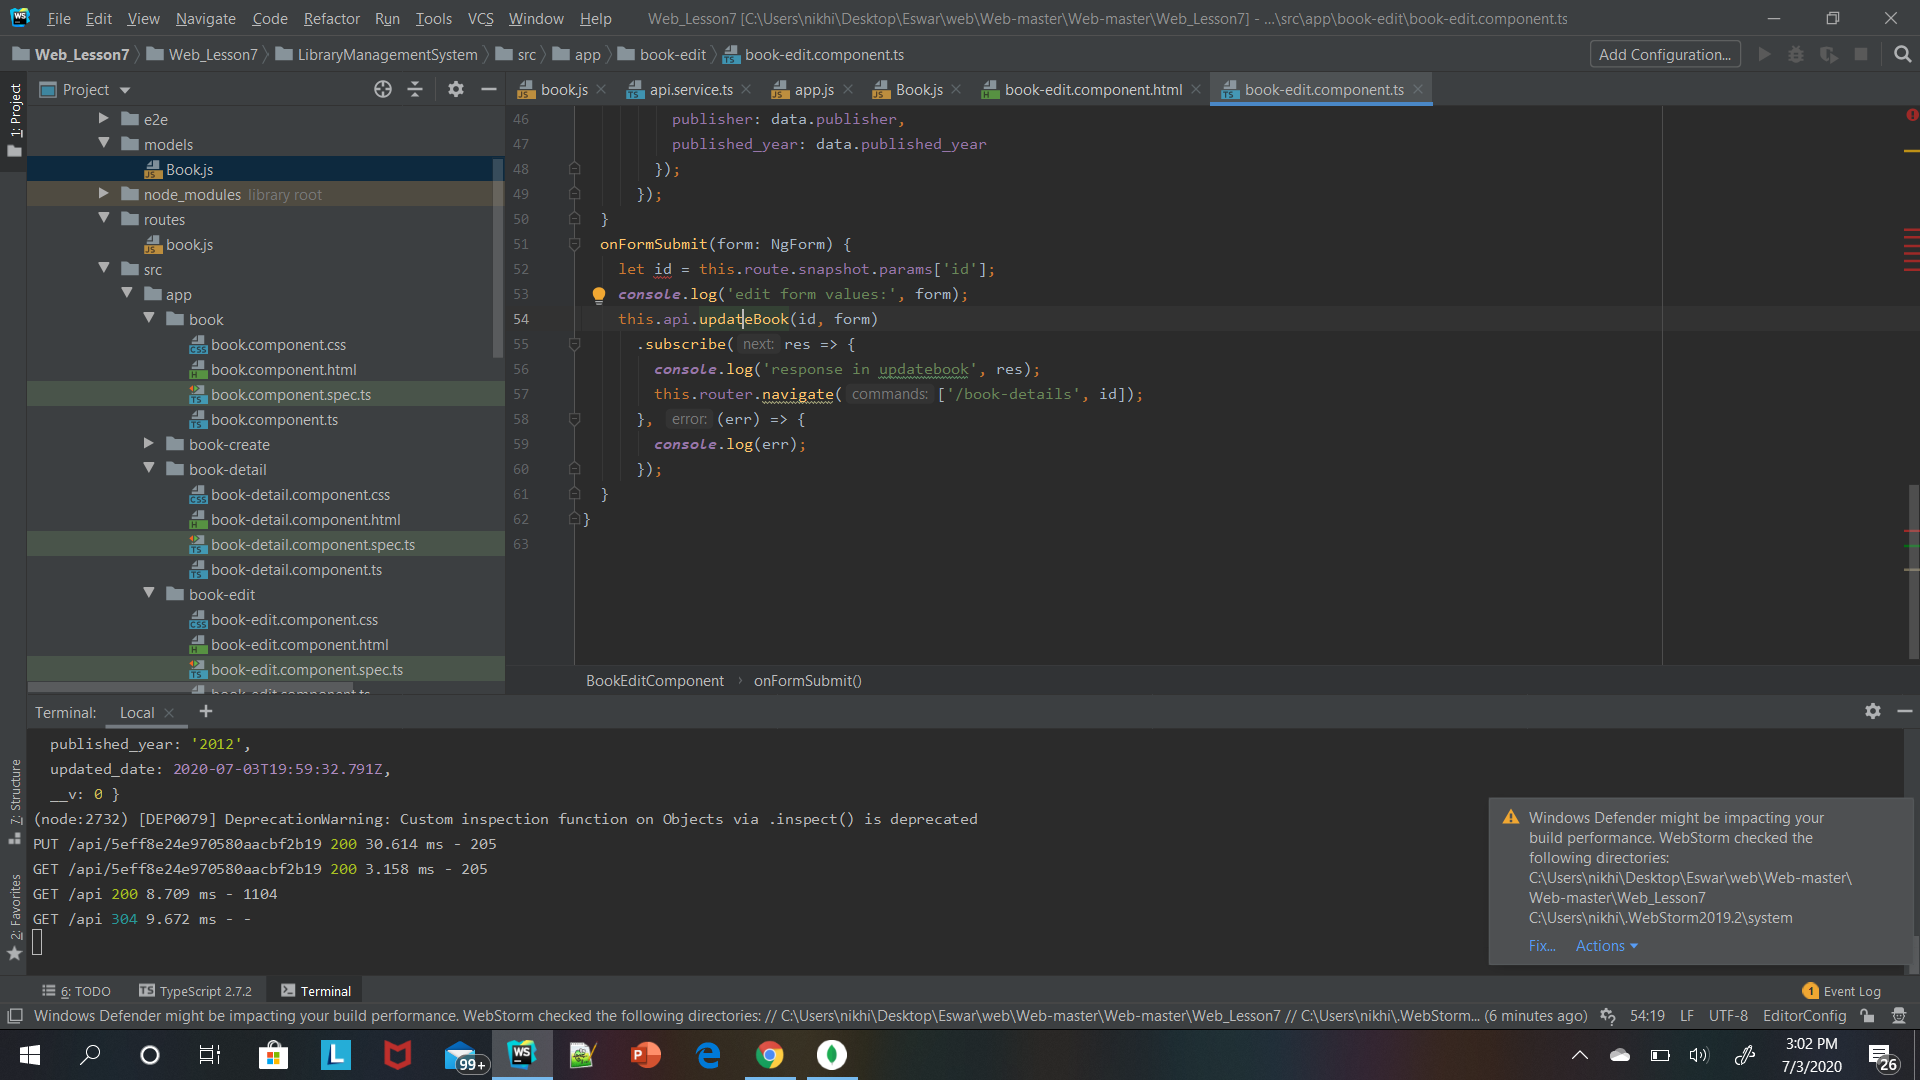 File Edit View Navigate Code Refactor Run Tools VCS Window Help Web_Lesson7 [C:\Users\nikhi\Desktop\Eswar\web\Web-master\Web-master\Web_Lesson7] - ...\src\app\book-edit\book-edit.component.ts
Web_Lesson7 Web_Lesson7 LibraryManagementSystem src app book-edit book-edit.component.ts Add Configuration...
Project
book.js api.service.ts app.js Book.js book-edit.component.html book-edit.component.ts
1: Project
e2e
models
Book.js
node_modules library root
routes
book.js
src
app
book
book.component.css
book.component.html
book.component.spec.ts
book.component.ts
book-create
book-detail
book-detail.component.css
book-detail.component.html
book-detail.component.spec.ts
book-detail.component.ts
book-edit
book-edit.component.css
book-edit.component.html
book-edit.component.spec.ts
book-edit.component.ts
46 publisher: data.publisher,
47 published_year: data.published_year
48 });
49 });
50 }
51 onFormSubmit(form: NgForm) {
52 let id = this.route.snapshot.params['id'];
53 console.log('edit form values:', form);
54 this.api.updateBook(id, form)
55 .subscribe( next: res => {
56 console.log('response in updatebook', res);
57 this.router.navigate( commands: ['/book-details', id]);
58 }, error: (err) => {
59 console.log(err);
60 });
61 }
62 }
63
BookEditComponent › onFormSubmit()
Terminal: Local +
7: Structure
2: Favorites
published_year: '2012',
updated_date: 2020-07-03T19:59:32.791Z,
__v: 0 }
(node:2732) [DEP0079] DeprecationWarning: Custom inspection function on Objects via .inspect() is deprecated
PUT /api/5eff8e24e970580aacbf2b19 200 30.614 ms - 205
GET /api/5eff8e24e970580aacbf2b19 200 3.158 ms - 205
GET /api 200 8.709 ms - 1104
GET /api 304 9.672 ms - -
Windows Defender might be impacting your
build performance. WebStorm checked the
following directories:
C:\Users\nikhi\Desktop\Eswar\web\Web-master\
Web-master\Web_Lesson7
C:\Users\nikhi\.WebStorm2019.2\system
Fix... Actions
6: TODO TypeScript 2.7.2 Terminal 1 Event Log
Windows Defender might be impacting your build performance. WebStorm checked the following directories: // C:\Users\nikhi\Desktop\Eswar\web\Web-master\Web-master\Web_Lesson7 // C:\Users\nikhi\.WebStorm... (6 minutes ago) 54:19 LF UTF-8 EditorConfig
99+
3:02 PM
7/3/2020
26